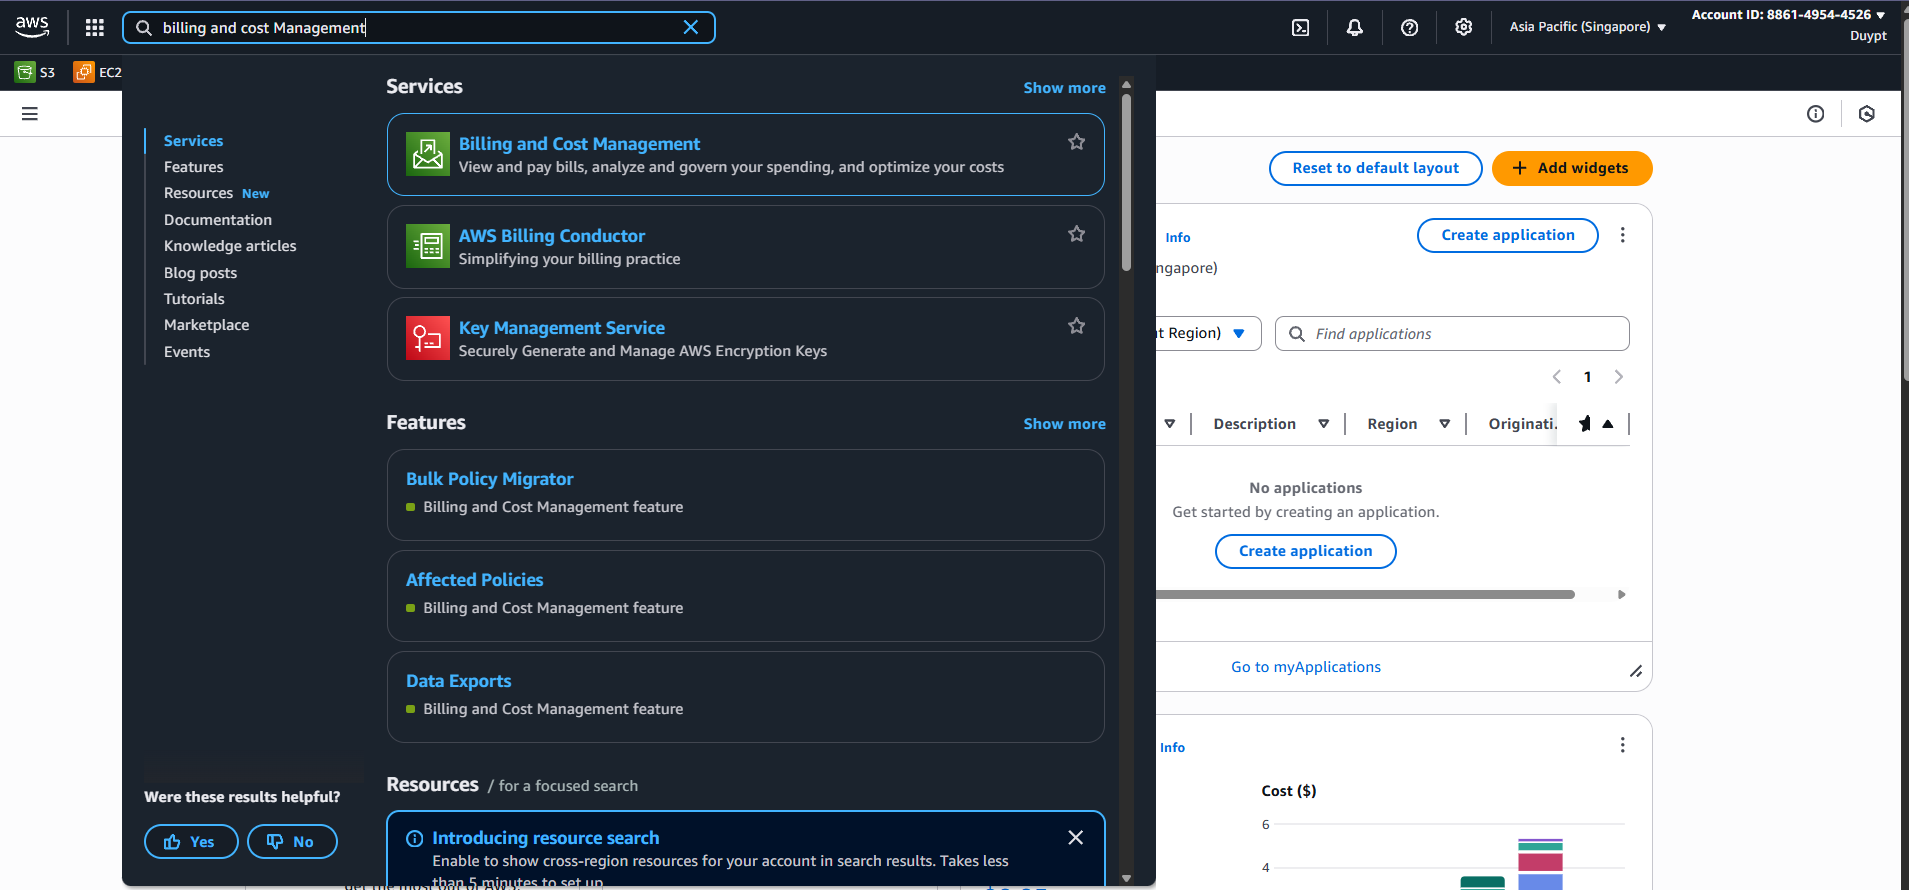 aws
billing and cost Management
Asia Pacific (Singapore)
Account ID: 8861-4954-4526
Duypt
S3
EC2
Services
Features
Resources New
Documentation
Knowledge articles
Blog posts
Tutorials
Marketplace
Events
Were these results helpful?
Yes
No
Services
Show more
Billing and Cost Management
View and pay bills, analyze and govern your spending, and optimize your costs
AWS Billing Conductor
Simplifying your billing practice
Key Management Service
Securely Generate and Manage AWS Encryption Keys
Features
Show more
Bulk Policy Migrator
Billing and Cost Management feature
Affected Policies
Billing and Cost Management feature
Data Exports
Billing and Cost Management feature
Resources / for a focused search
Introducing resource search
Enable to show cross-region resources for your account in search results. Takes less
than 5 minutes to set up
Reset to default layout
+ Add widgets
Info
Create application
ngapore)
Region)
Find applications
1
Description
Region
Originati.
No applications
Get started by creating an application.
Create application
Go to myApplications
Info
Cost ($)
6
4